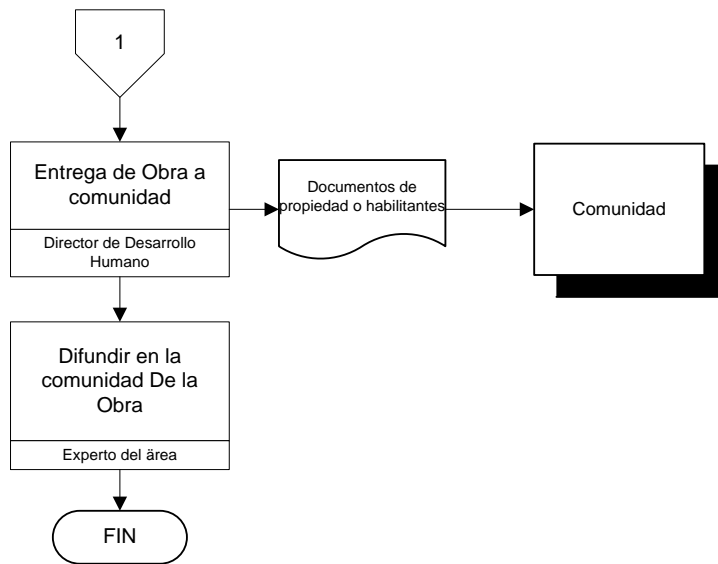 1
Entrega de Obra a
comunidad
Director de Desarrollo
Humano
Documentos de
propiedad o habilitantes
Comunidad
Difundir en la
comunidad De la
Obra
Experto del ärea
FIN